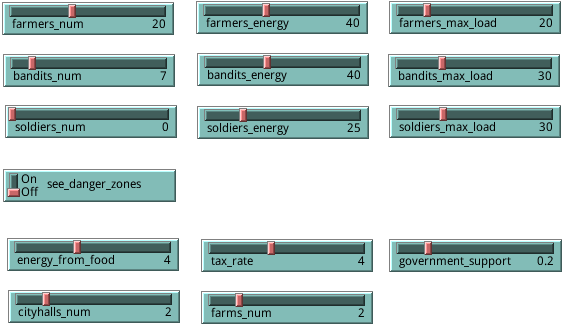 farmers_num 20 farmers_energy 40 farmers_max_load 20
bandits_num 7 bandits_energy 40 bandits_max_load 30
soldiers_num 0 soldiers_energy 25 soldiers_max_load 30
On
Off see_danger_zones
energy_from_food 4 tax_rate 4 government_support 0.2
cityhalls_num 2 farms_num 2